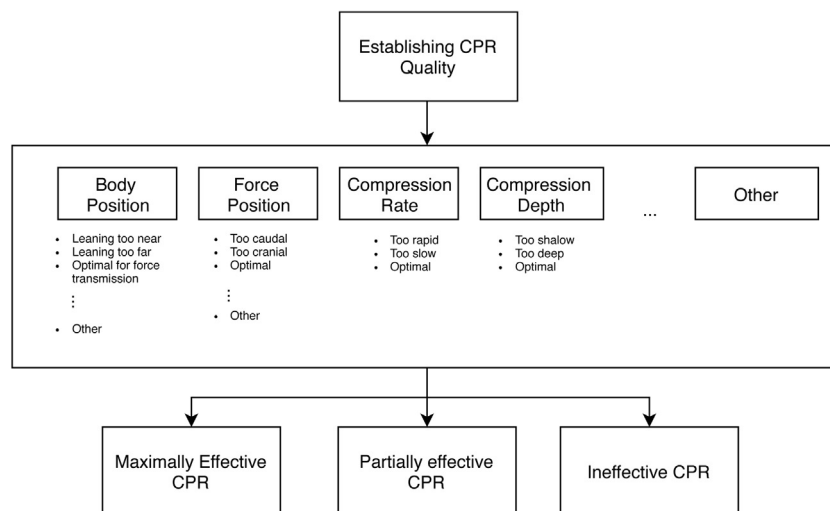 Establishing CPR
Quality
Body
Position
Force
Position
Compression
Rate
Compression
Depth
...
Other
• Leaning too near
• Leaning too far
• Optimal for force
transmission
⋮
• Other
• Too caudal
• Too cranial
• Optimal
⋮
• Other
• Too rapid
• Too slow
• Optimal
• Too shalow
• Too deep
• Optimal
Maximally Effective
CPR
Partially effective
CPR
Ineffective CPR